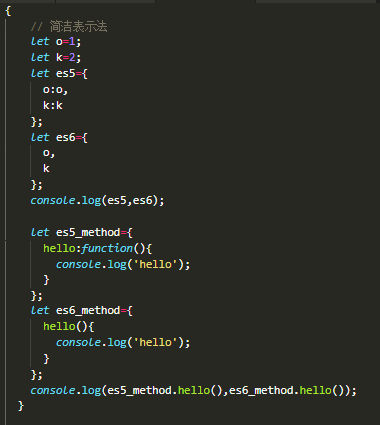 {
// 简洁表示法
let o=1;
let k=2;
let es5={
o:o,
k:k
};
let es6={
o,
k
};
console.log(es5,es6);
let es5_method={
hello:function(){
console.log('hello');
}
};
let es6_method={
hello(){
console.log('hello');
}
};
console.log(es5_method.hello(),es6_method.hello());
}